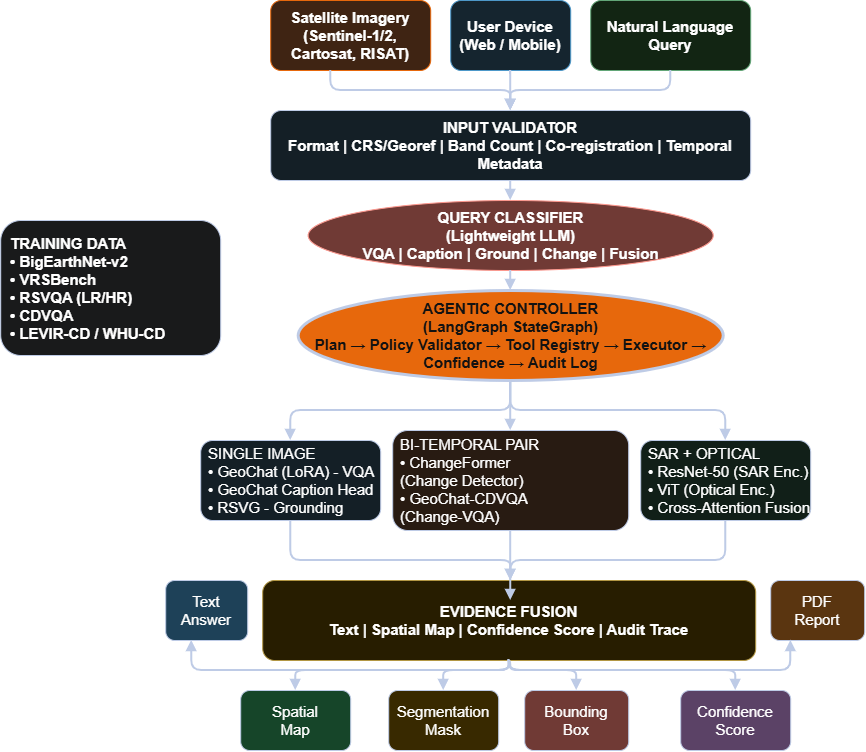 Satellite Imagery
(Sentinel-1/2,
Cartosat, RISAT)
User Device
(Web / Mobile)
Natural Language
Query
INPUT VALIDATOR
Format | CRS/Georef | Band Count | Co-registration | Temporal
Metadata
QUERY CLASSIFIER
(Lightweight LLM)
VQA | Caption | Ground | Change | Fusion
TRAINING DATA
• BigEarthNet-v2
• VRSBench
• RSVQA (LR/HR)
• CDVQA
• LEVIR-CD / WHU-CD
AGENTIC CONTROLLER
(LangGraph StateGraph)
Plan → Policy Validator → Tool Registry → Executor →
Confidence → Audit Log
SINGLE IMAGE
• GeoChat (LoRA) - VQA
• GeoChat Caption Head
• RSVG - Grounding
BI-TEMPORAL PAIR
• ChangeFormer
(Change Detector)
• GeoChat-CDVQA
(Change-VQA)
SAR + OPTICAL
• ResNet-50 (SAR Enc.)
• ViT (Optical Enc.)
• Cross-Attention Fusion
Text
Answer
EVIDENCE FUSION
Text | Spatial Map | Confidence Score | Audit Trace
PDF
Report
Spatial
Map
Segmentation
Mask
Bounding
Box
Confidence
Score